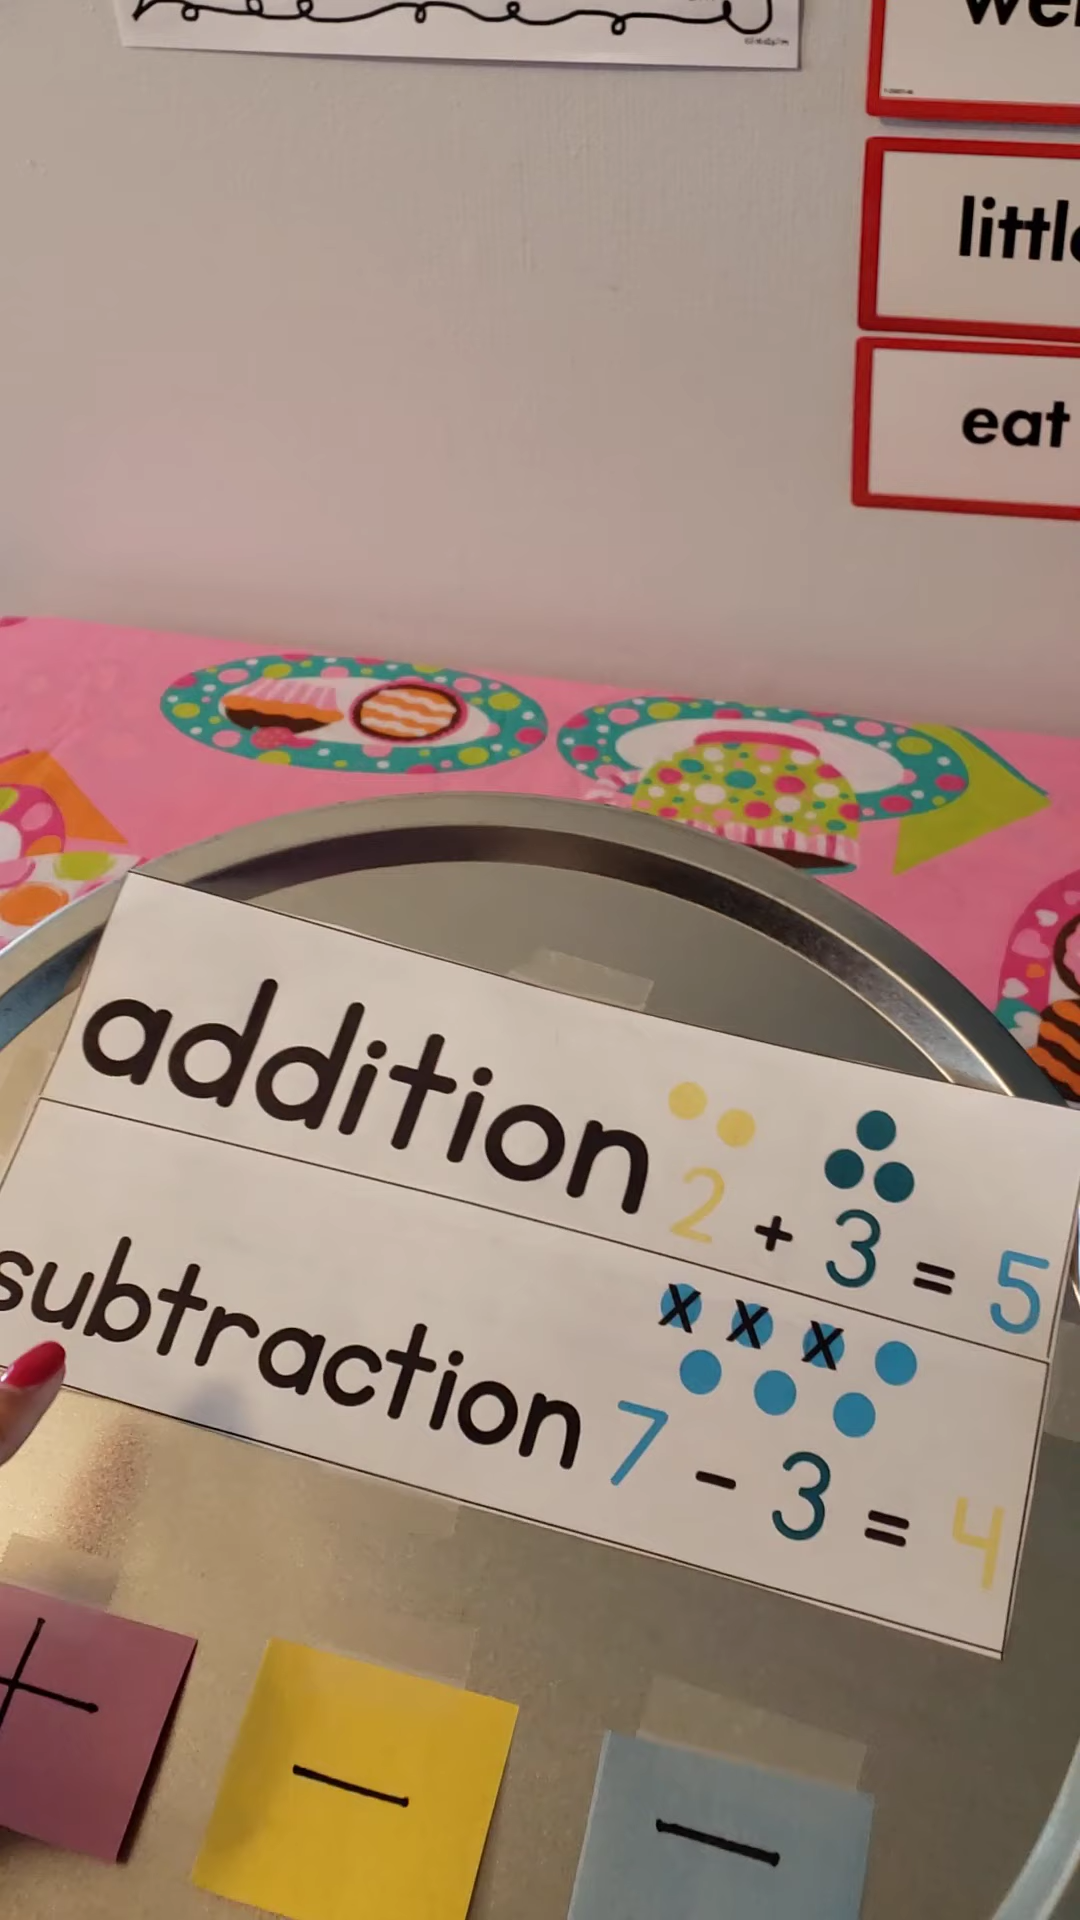 little
eat
addition 2 + 3 = 5
x x x
subtraction 7 - 3 = 4
+ - -